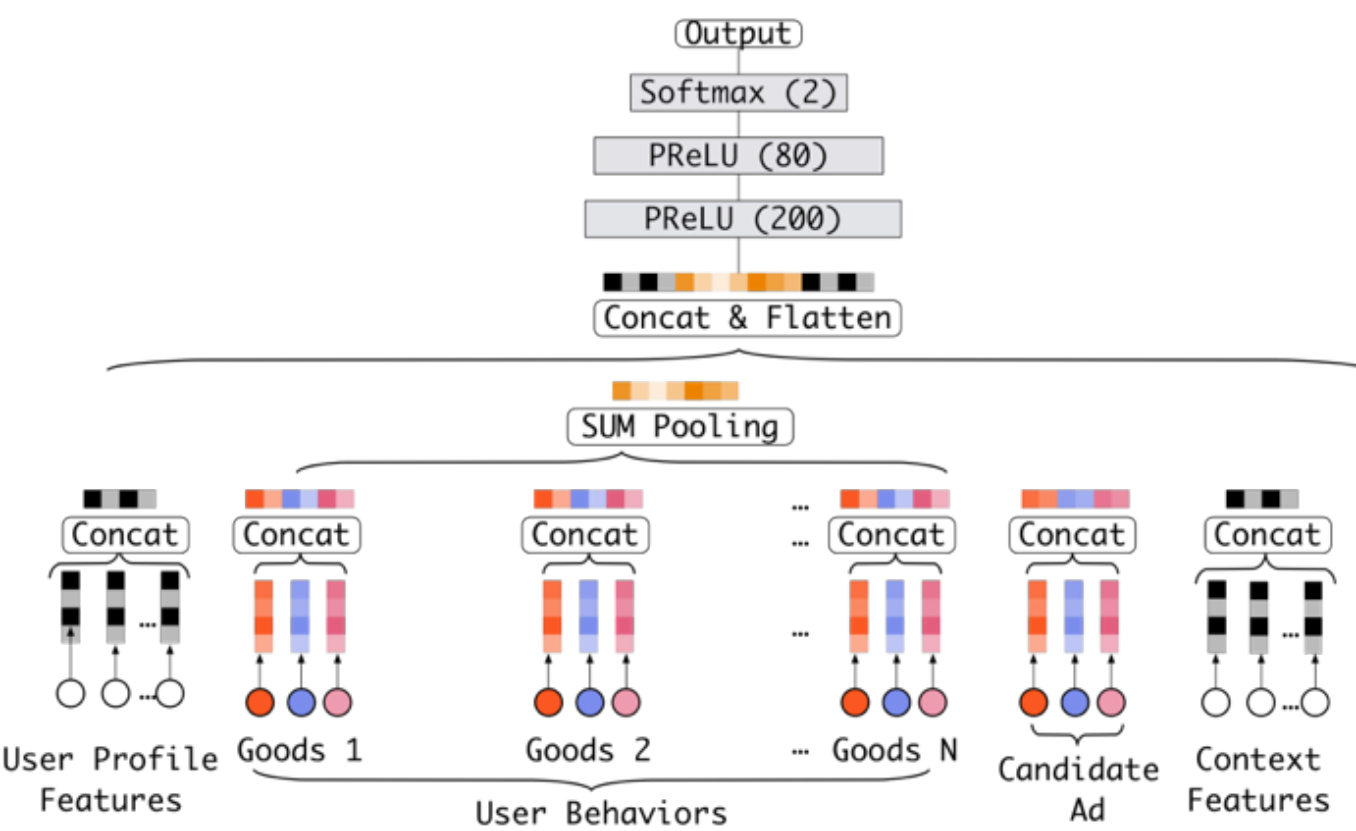 Output
Softmax (2)
PReLU (80)
PReLU (200)
Concat & Flatten
SUM Pooling
...
Concat Concat Concat ... Concat Concat Concat
... ... ...
... ...
Goods 1 Goods 2 ... Goods N
User Profile
Features
User Behaviors
Candidate
Ad
Context
Features